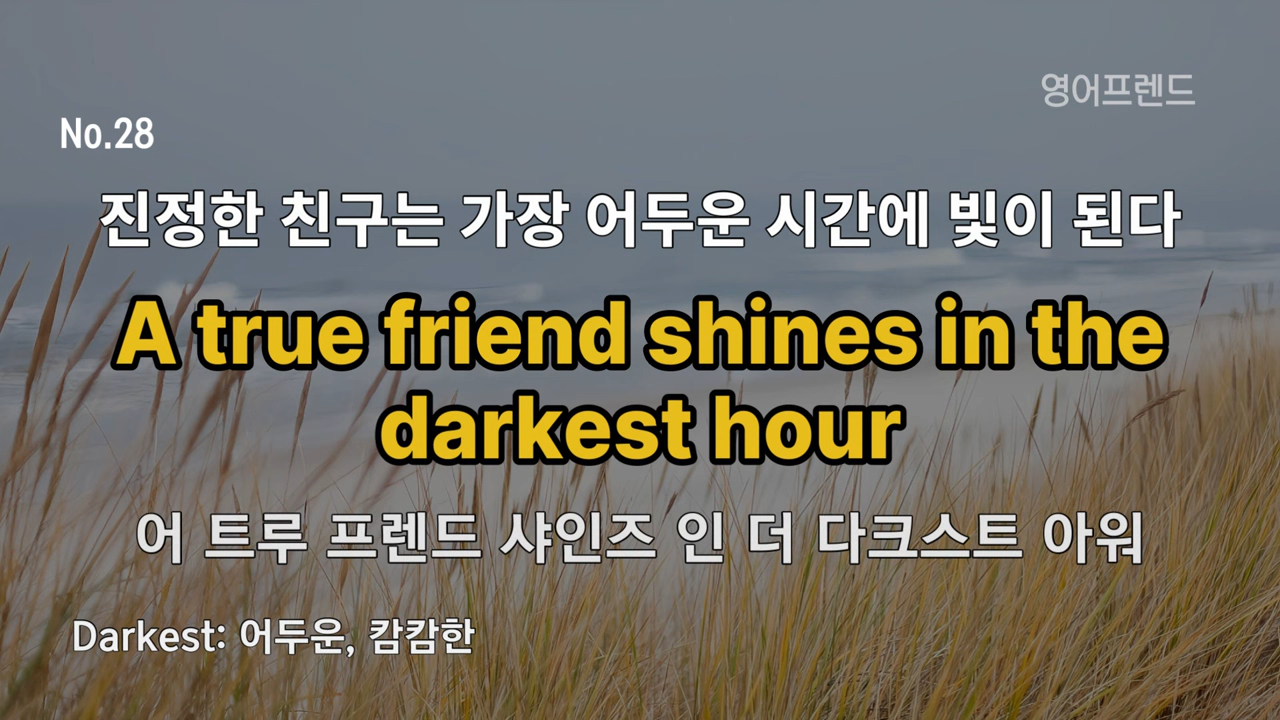 영어프렌드
No.28
진정한 친구는 가장 어두운 시간에 빛이 된다
A true friend shines in the
darkest hour
어 트루 프렌드 샤인즈 인 더 다크스트 아워
Darkest: 어두운, 캄캄한